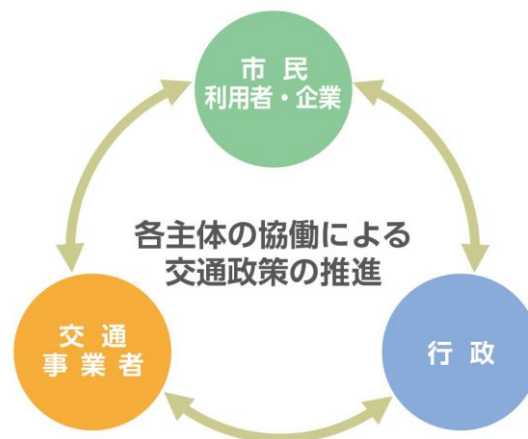 市 民
利用者・企業
各主体の協働による
交通政策の推進
交 通
事 業 者
行 政